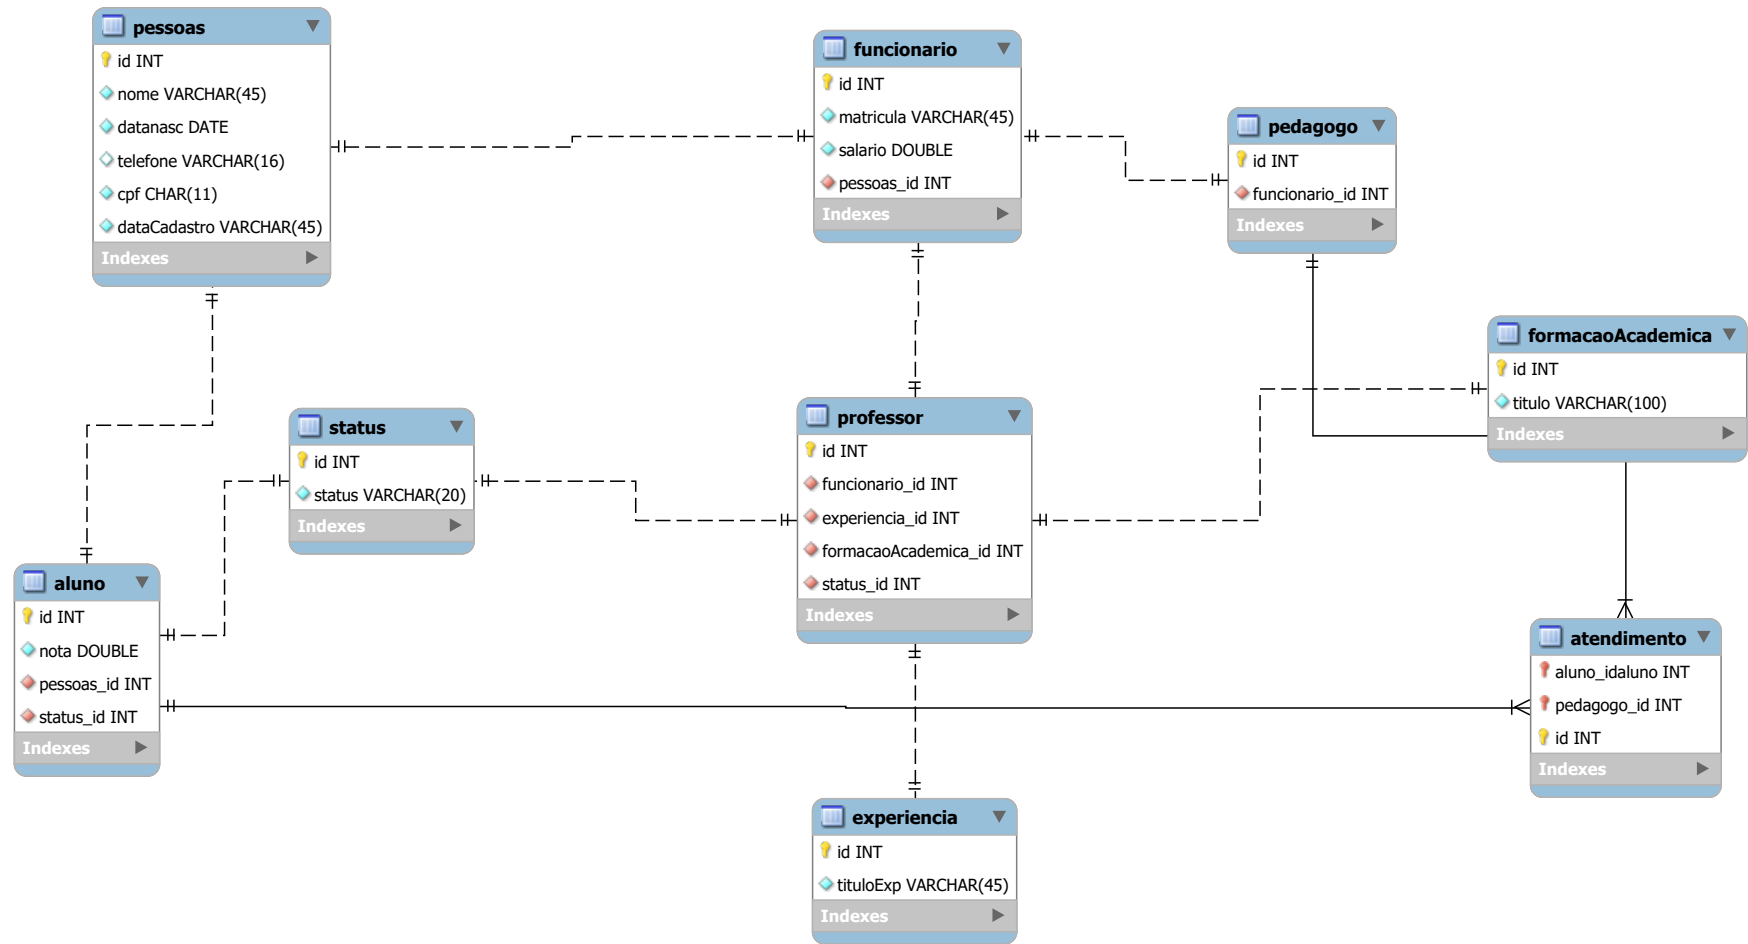 pessoas
id INT
nome VARCHAR(45)
datanasc DATE
telefone VARCHAR(16)
cpf CHAR(11)
dataCadastro VARCHAR(45)
Indexes
funcionario
id INT
matricula VARCHAR(45)
salario DOUBLE
pessoas_id INT
Indexes
pedagogo
id INT
funcionario_id INT
Indexes
formacaoAcademica
id INT
titulo VARCHAR(100)
Indexes
status
id INT
status VARCHAR(20)
Indexes
professor
id INT
funcionario_id INT
experiencia_id INT
formacaoAcademica_id INT
status_id INT
Indexes
aluno
id INT
nota DOUBLE
pessoas_id INT
status_id INT
Indexes
atendimento
aluno_idaluno INT
pedagogo_id INT
id INT
Indexes
experiencia
id INT
tituloExp VARCHAR(45)
Indexes